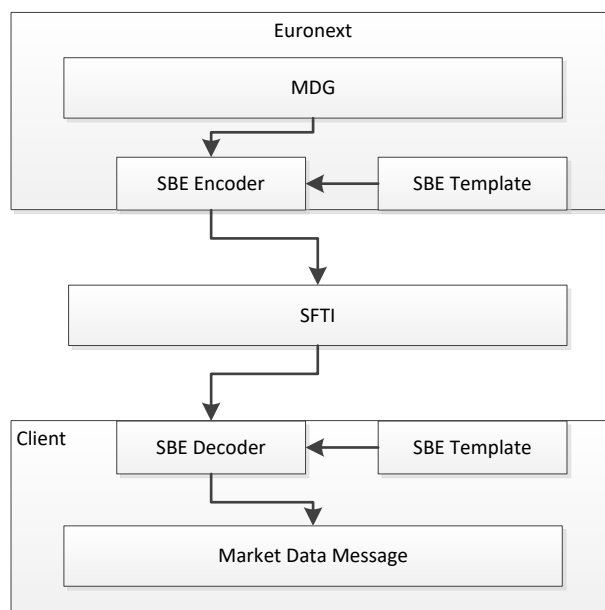 Euronext
MDG
SBE Encoder
SBE Template
SFTI
Client
SBE Decoder
SBE Template
Market Data Message